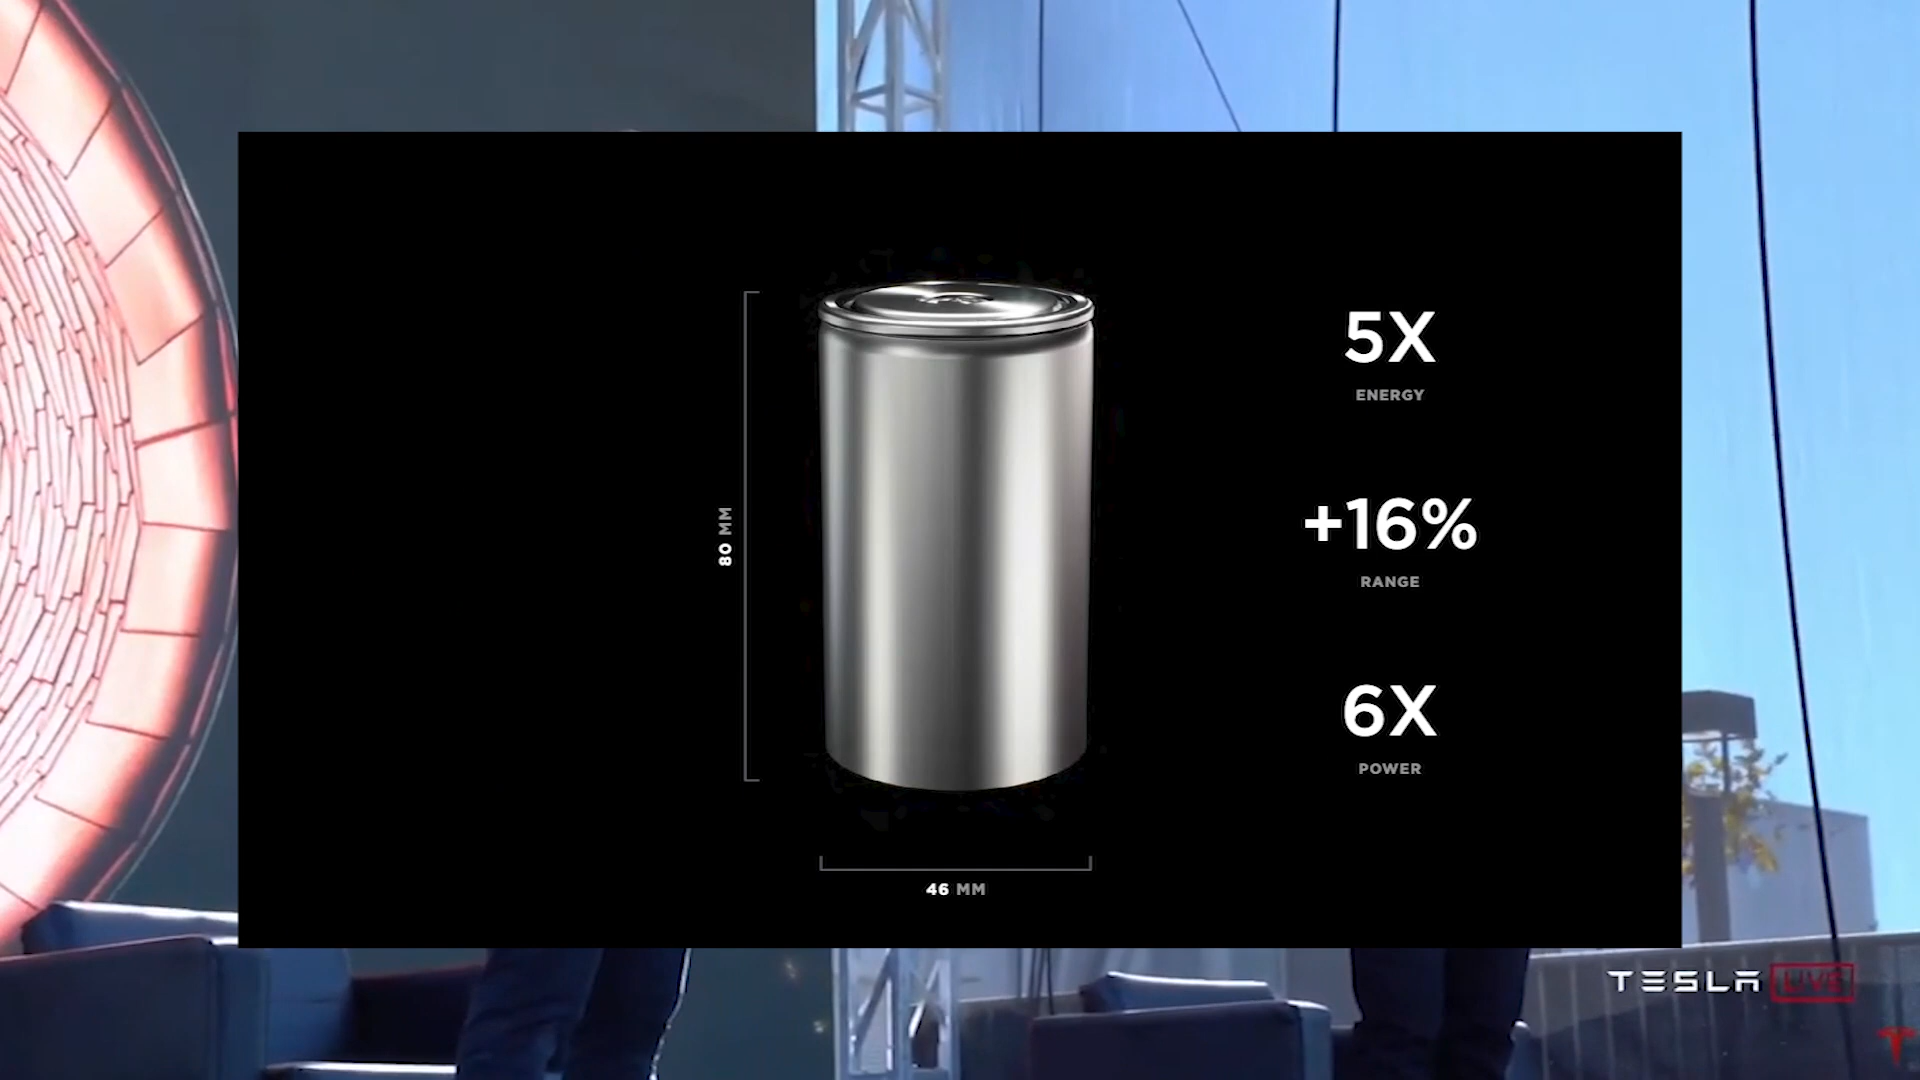 80 MM
46 MM
5X
ENERGY
+16%
RANGE
6X
POWER
TESLA LIVE